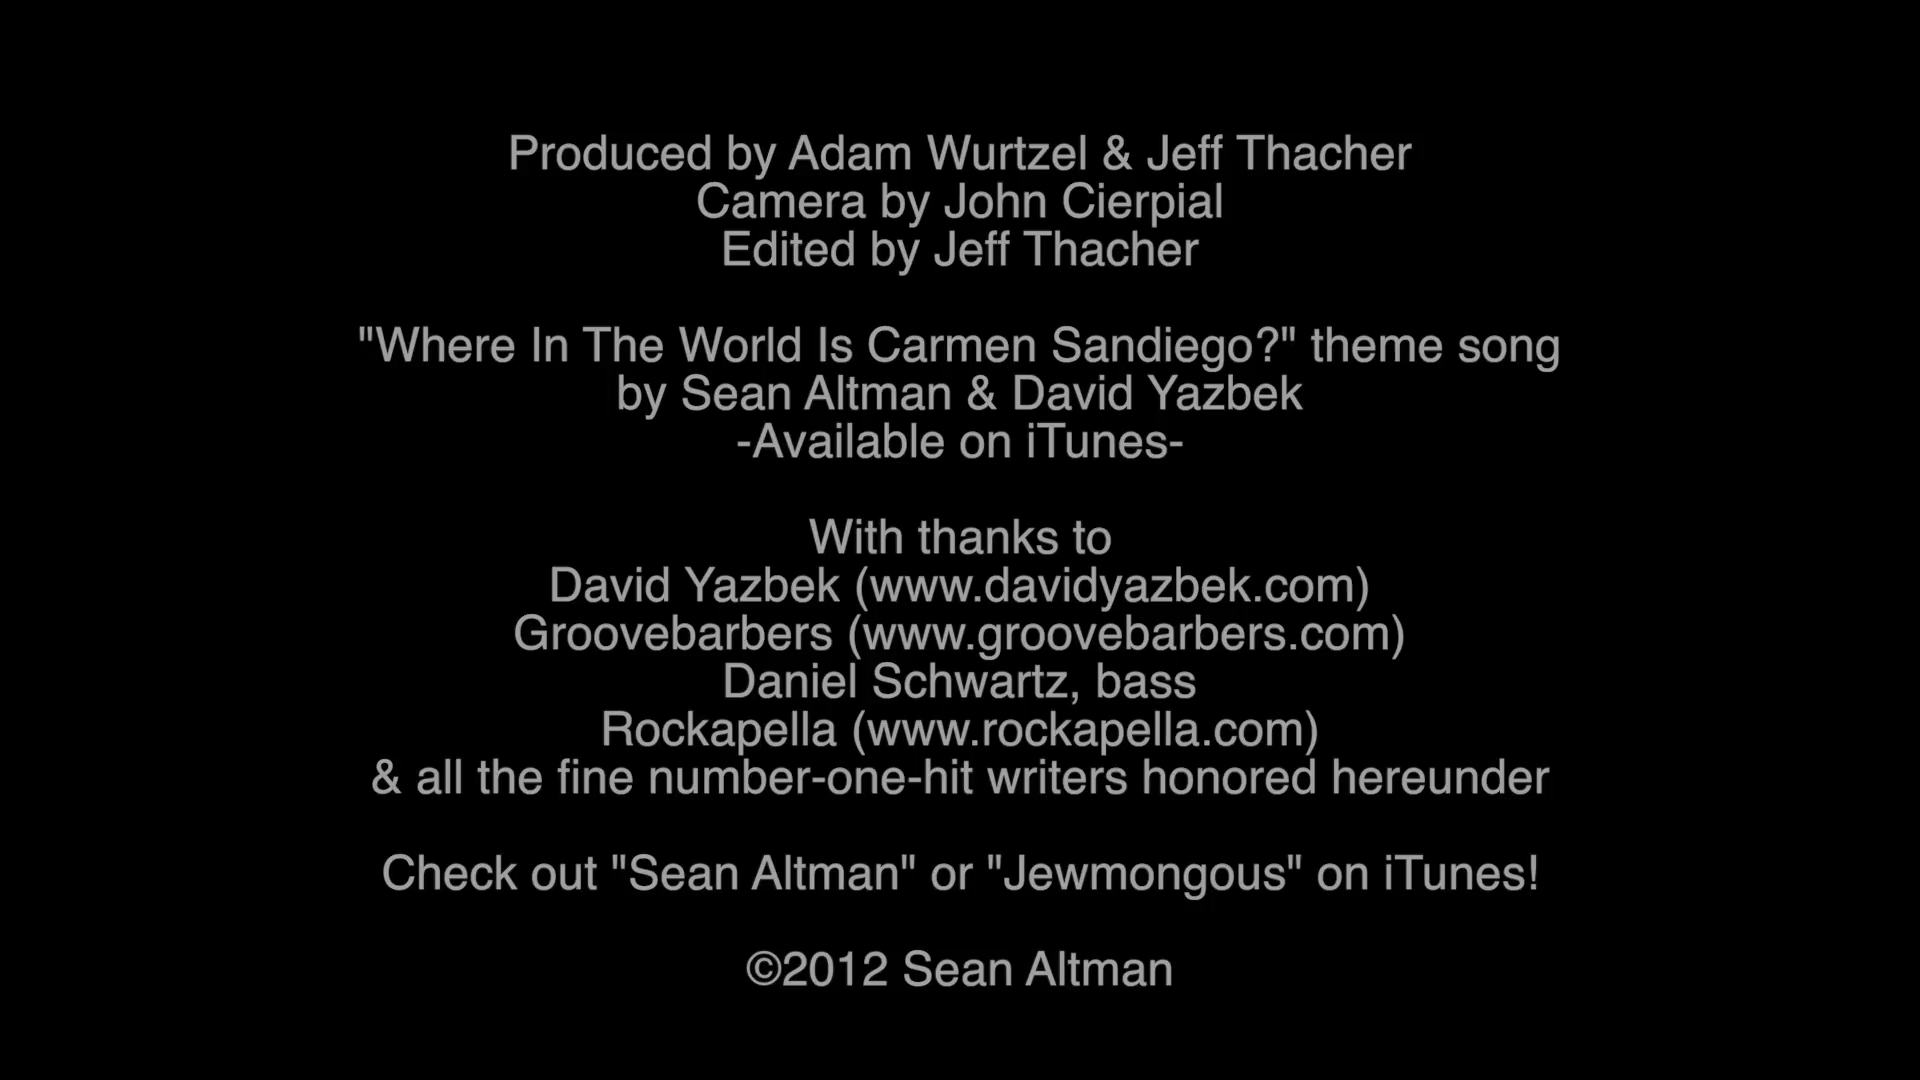 Produced by Adam Wurtzel & Jeff Thacher
Camera by John Cierpial
Edited by Jeff Thacher
"Where In The World Is Carmen Sandiego?" theme song
by Sean Altman & David Yazbek
-Available on iTunes-
With thanks to
David Yazbek (www.davidyazbek.com)
Groovebarbers (www.groovebarbers.com)
Daniel Schwartz, bass
Rockapella (www.rockapella.com)
& all the fine number-one-hit writers honored hereunder
Check out "Sean Altman" or "Jewmongous" on iTunes!
©2012 Sean Altman